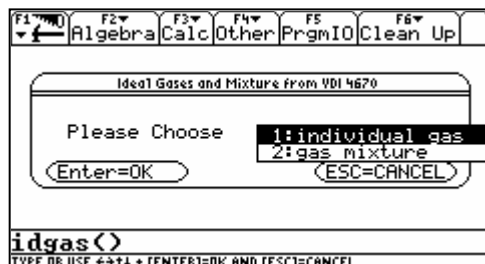 F1 F2 F3 F4 F5 F6
Algebra Calc Other PrgmIO Clean Up
Ideal Gases and Mixture from VDI 4670
Please Choose
1:individual gas
2:gas mixture
Enter=OK ESC=CANCEL
idgas()
TYPE OR USE ←→↑↓ + [ENTER]=OK AND [ESC]=CANCEL